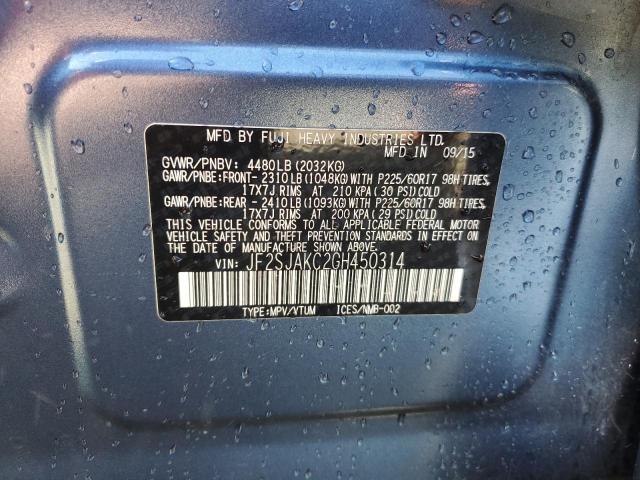 MFD BY FUJI HEAVY INDUSTRIES LTD.
MFD IN 09/15
GVWR/PNBV: 4480LB(2032KG)
GAWR/PNBE:FRONT- 2310LB(1048KG)WITH P225/60R17 98H TIRES,
17X7J RIMS AT 210 KPA(30 PSI)COLD
GAWR/PNBE:REAR - 2410LB(1093KG)WITH P225/60R17 98H TIRES,
17X7J RIMS AT 200 KPA(29 PSI)COLD
THIS VEHICLE CONFORMS TO ALL APPLICABLE FEDERAL MOTOR
VEHICLE SAFETY AND BUMPER STANDARDS IN EFFECT ON THE
DATE OF MANUFACTURE SHOWN ABOVE.
VIN: JF2SJAKC2GH450314
TYPE:MPV/VTUM ICES/NMB-002